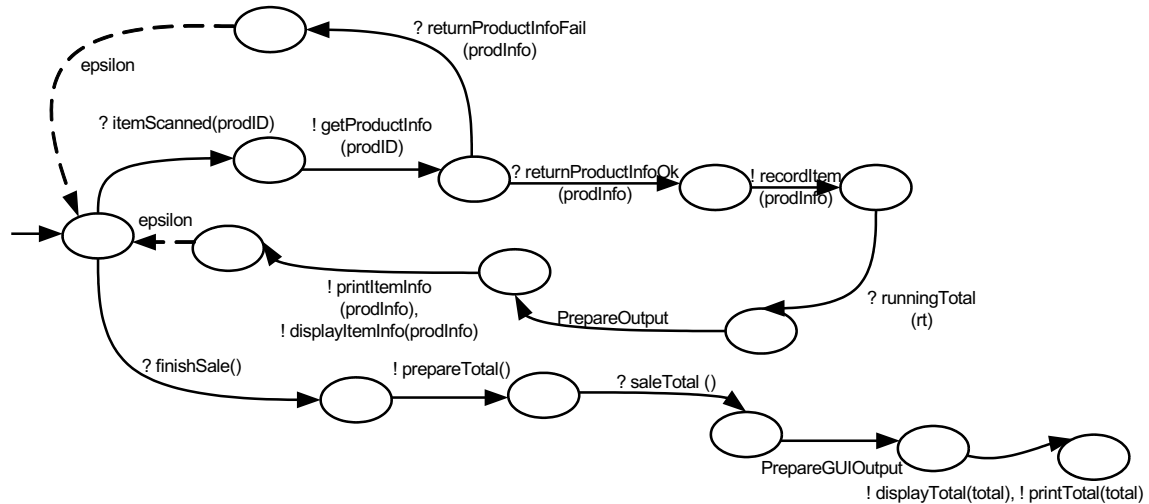 ? returnProductInfoFail
(prodInfo)
epsilon
? itemScanned(prodID)
! getProductInfo
(prodID)
? returnProductInfoOk
(prodInfo)
! recordItem
(prodInfo)
epsilon
! printItemInfo
(prodInfo),
! displayItemInfo(prodInfo)
PrepareOutput
? runningTotal
(rt)
? finishSale()
! prepareTotal()
? saleTotal ()
PrepareGUIOutput
! displayTotal(total), ! printTotal(total)